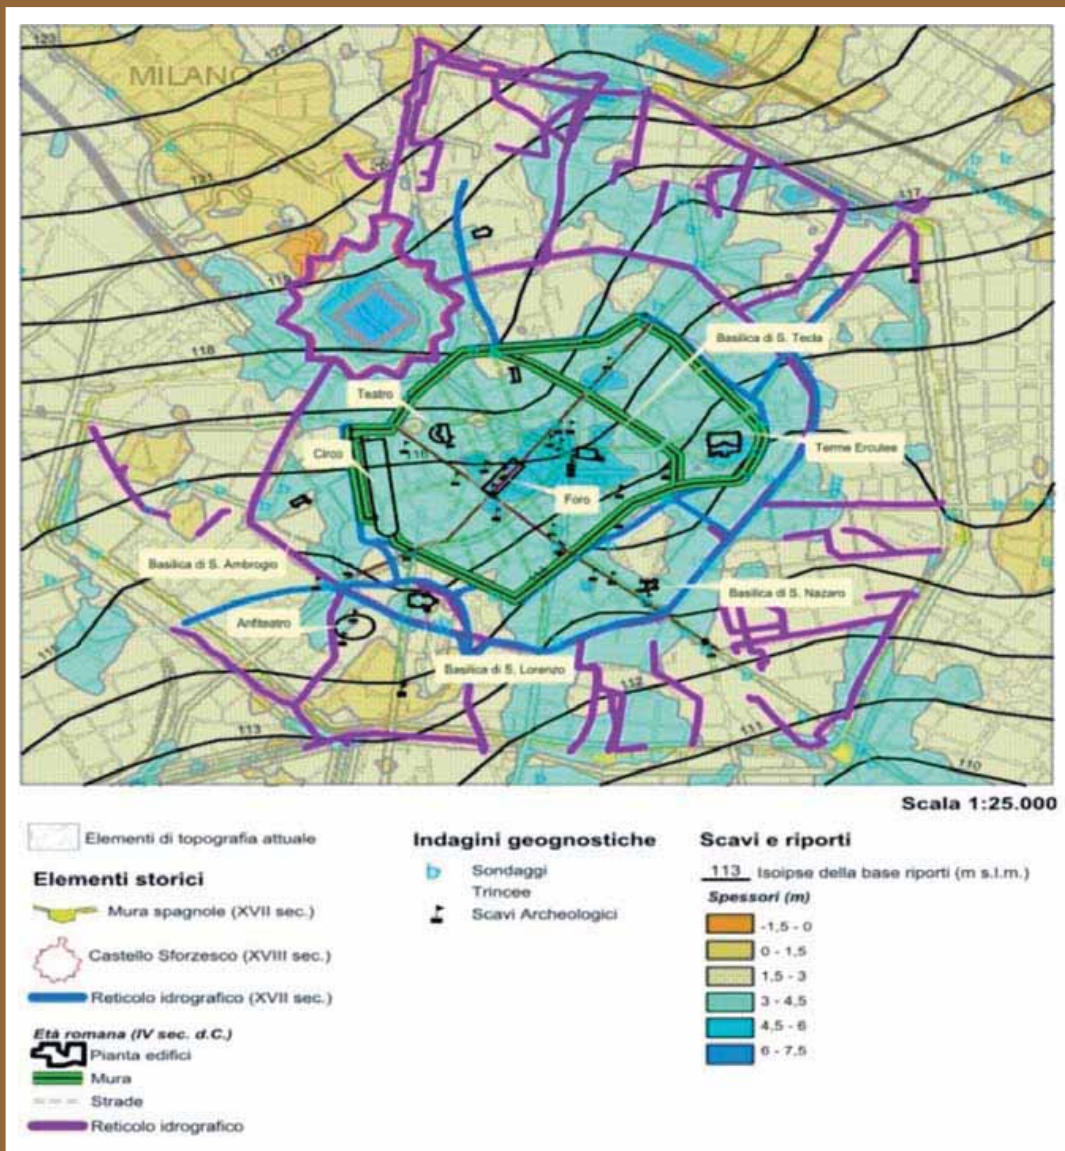 123
122
MILANO
121
117
118
118
Basilica di S. Tecla
Teatro
Circo
Terme Erculee
Foro
Basilica di S. Ambrogio
Basilica di S. Nazaro
Anfiteatro
Basilica di S. Lorenzo
112
113
111
110
Scala 1:25.000
Elementi di topografia attuale
Elementi storici
Mura spagnole (XVII sec.)
Castello Sforzesco (XVIII sec.)
Reticolo idrografico (XVII sec.)
Età romana (IV sec. d.C.)
Pianta edifici
Mura
Strade
Reticolo idrografico
Indagini geognostiche
Sondaggi
Trincee
Scavi Archeologici
Scavi e riporti
113 Isoipse della base riporti (m s.l.m.)
Spessori (m)
-1,5 - 0
0 - 1,5
1,5 - 3
3 - 4,5
4,5 - 6
6 - 7,5